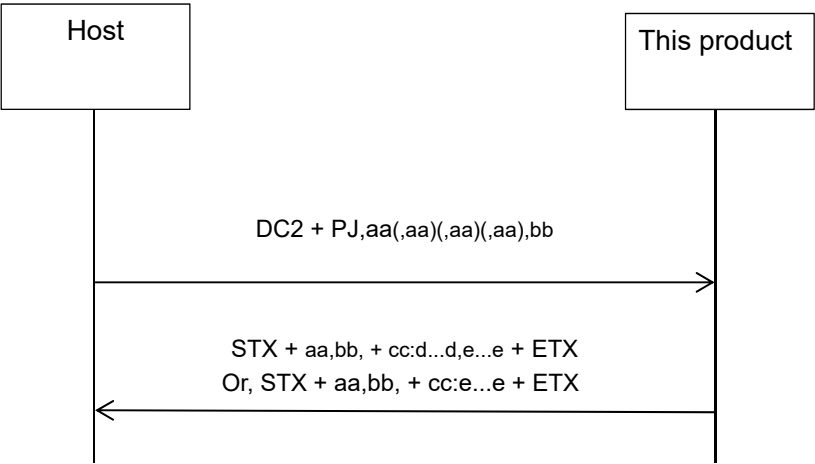 Host
This product
DC2 + PJ,aa(,aa)(,aa)(,aa),bb
STX + aa,bb, + cc:d...d,e...e + ETX
Or, STX + aa,bb, + cc:e...e + ETX